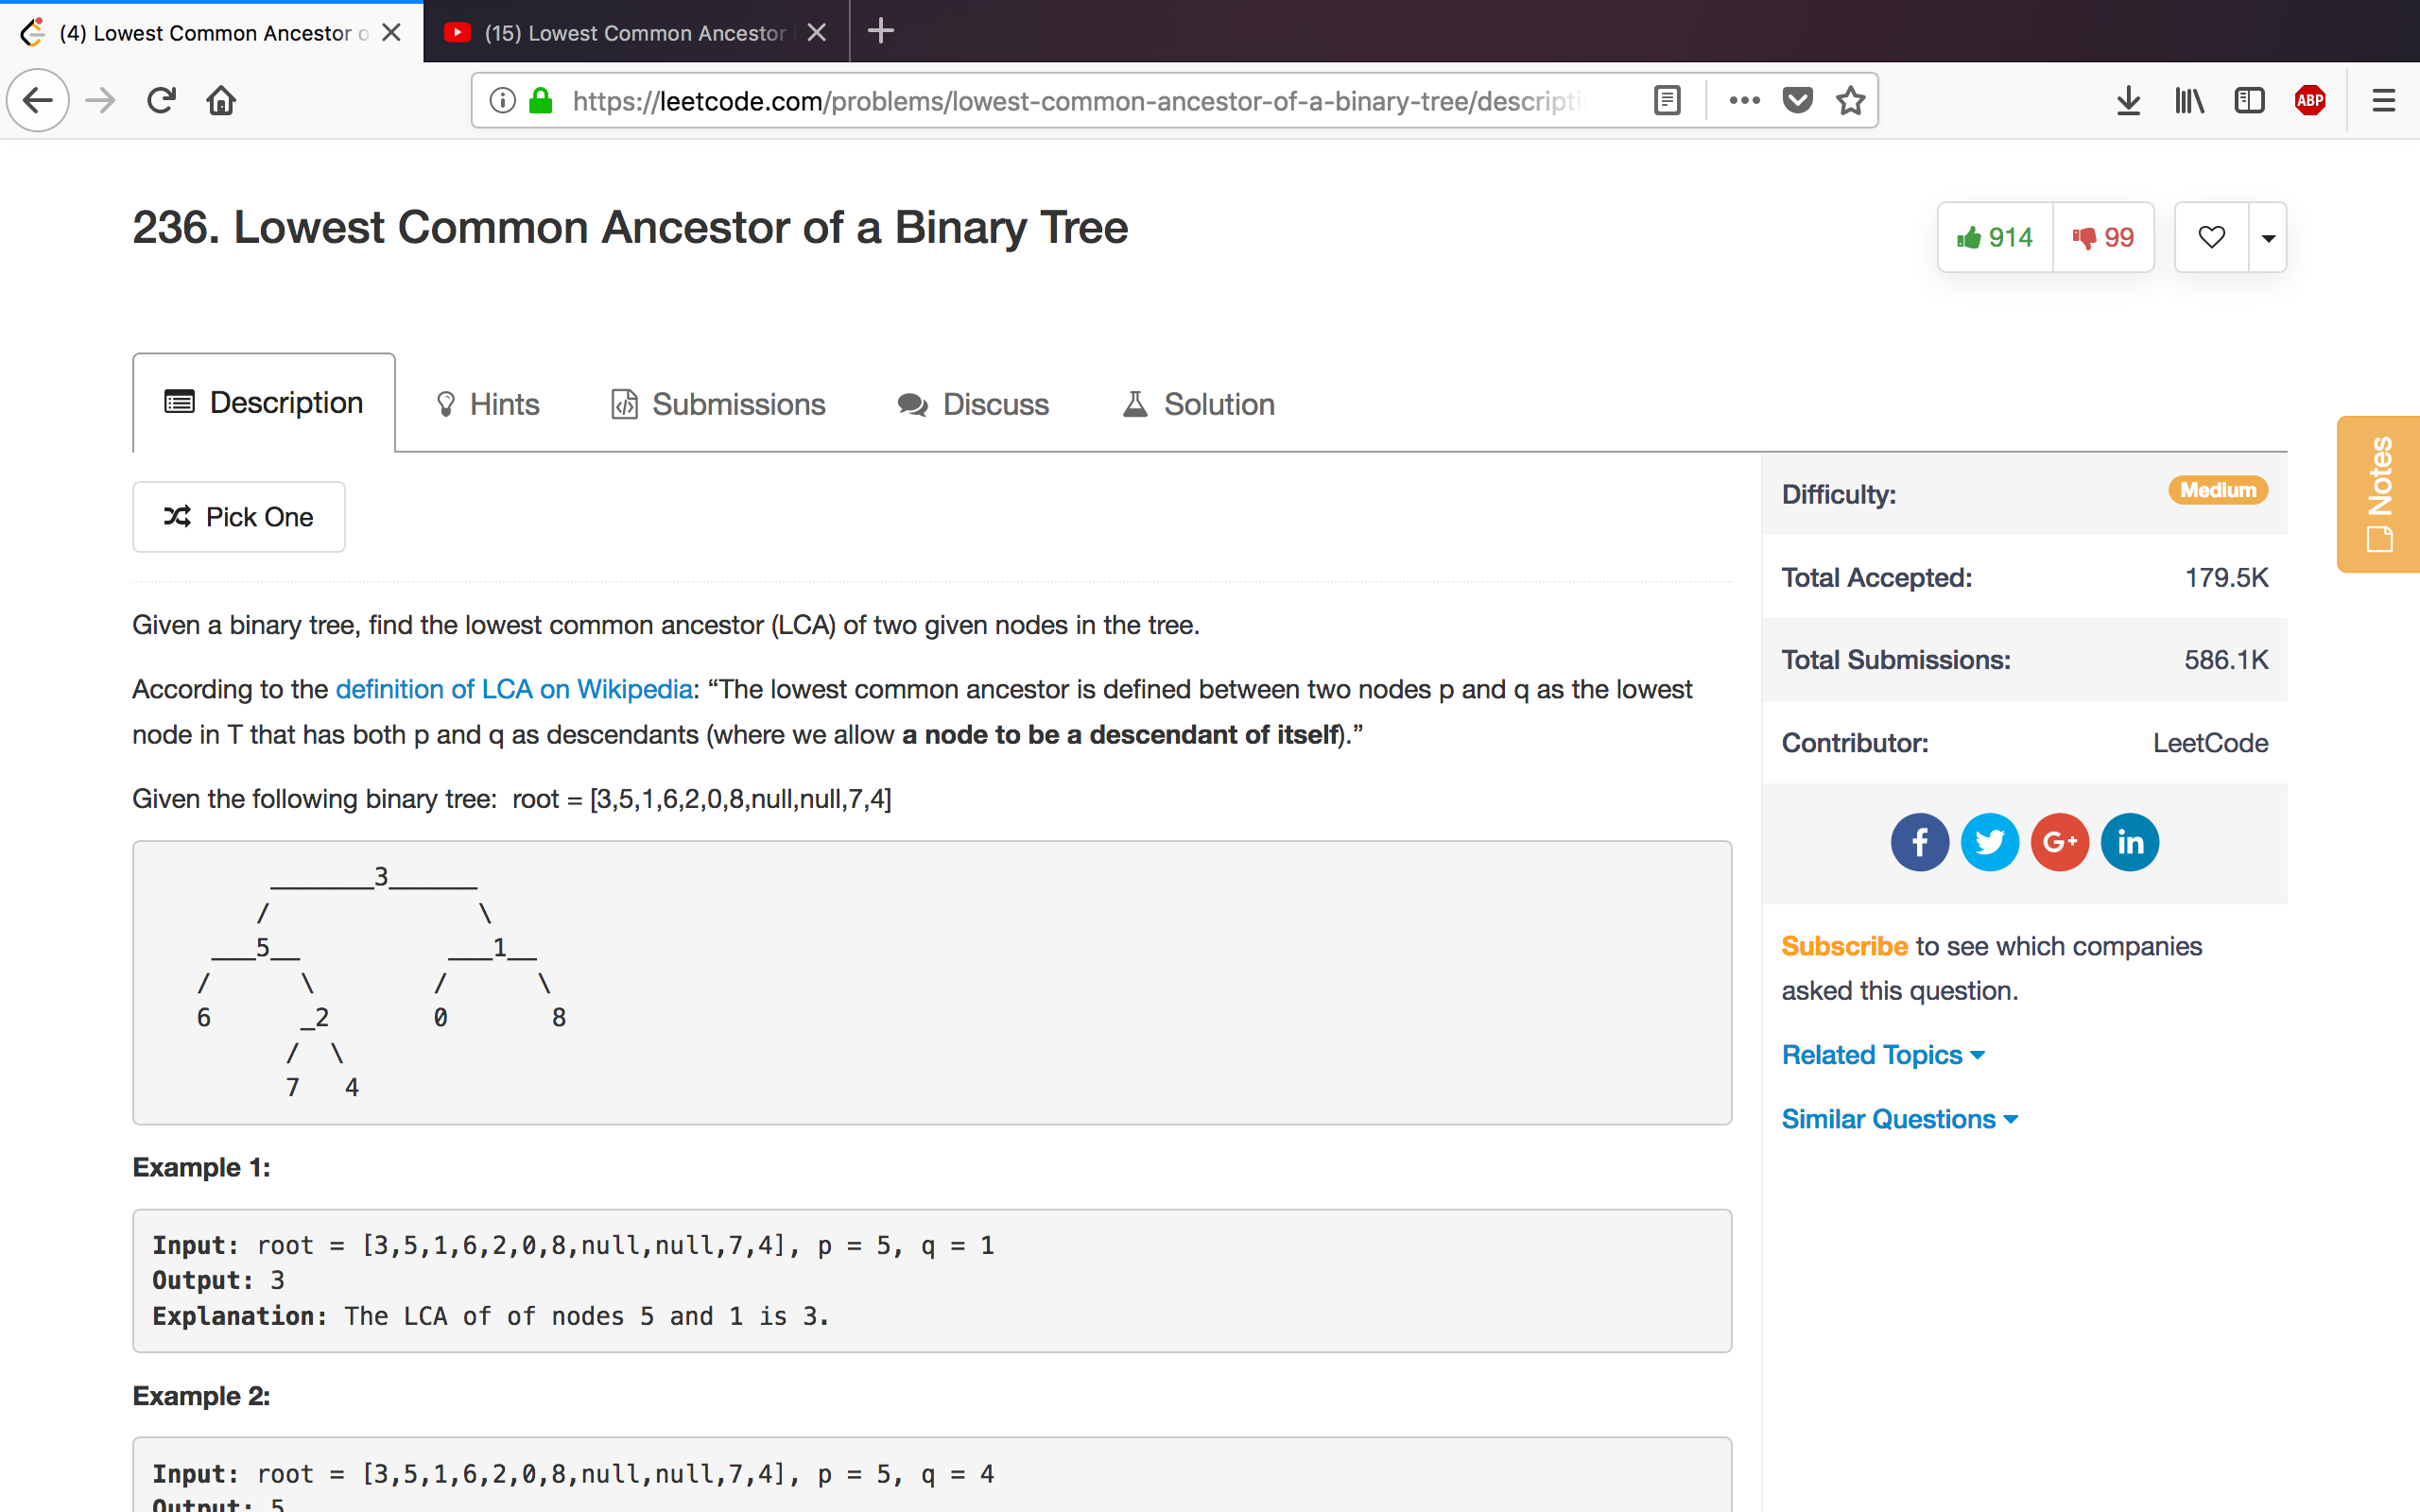 (4) Lowest Common Ancestor o
(15) Lowest Common Ancestor
https://leetcode.com/problems/lowest-common-ancestor-of-a-binary-tree/descripti
ABP
236. Lowest Common Ancestor of a Binary Tree
914
99
Description
Hints
Submissions
Discuss
Solution
Notes
Pick One
Given a binary tree, find the lowest common ancestor (LCA) of two given nodes in the tree.
According to the definition of LCA on Wikipedia: “The lowest common ancestor is defined between two nodes p and q as the lowest
node in T that has both p and q as descendants (where we allow a node to be a descendant of itself).”
Given the following binary tree:  root = [3,5,1,6,2,0,8,null,null,7,4]
        _______3______
       /              \
    ___5__          ___1__
   /      \        /      \
   6      _2       0       8
         /  \
         7   4
Example 1:
Input: root = [3,5,1,6,2,0,8,null,null,7,4], p = 5, q = 1
Output: 3
Explanation: The LCA of of nodes 5 and 1 is 3.
Example 2:
Input: root = [3,5,1,6,2,0,8,null,null,7,4], p = 5, q = 4
Output: 5
Difficulty:
Medium
Total Accepted:
179.5K
Total Submissions:
586.1K
Contributor:
LeetCode
f
G+
in
Subscribe to see which companies
asked this question.
Related Topics
Similar Questions